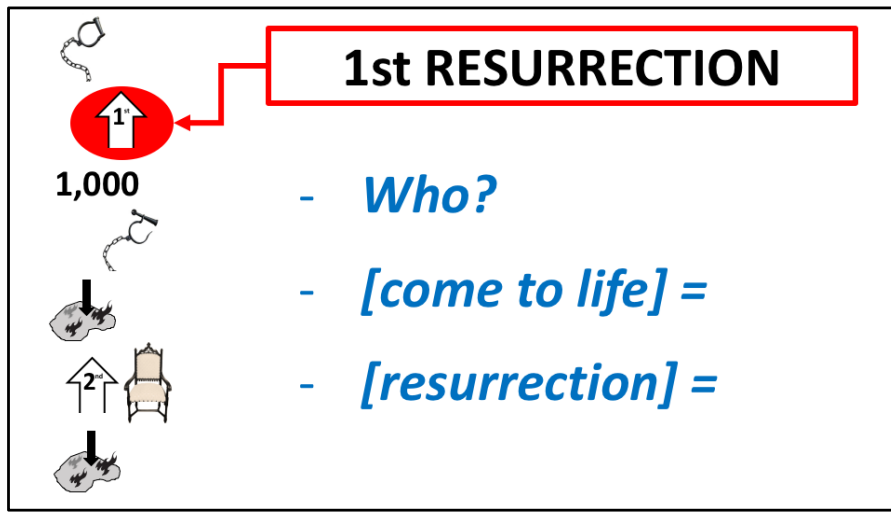 1st RESURRECTION
1st
1,000
- Who?
- [come to life] =
- [resurrection] =
2nd